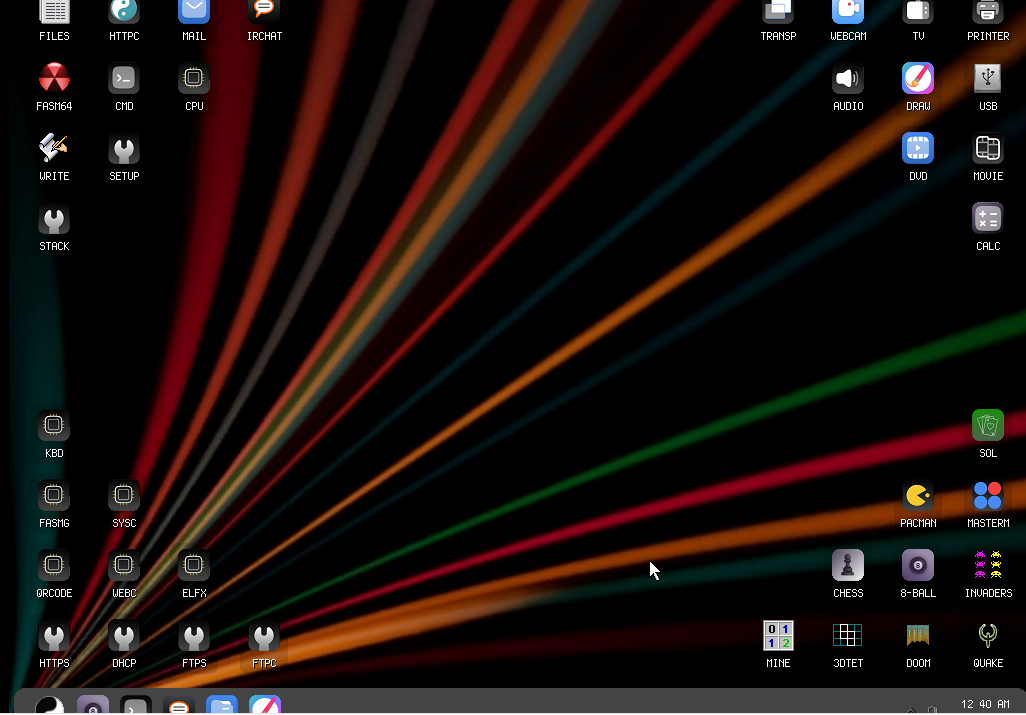 FILES HTTPC MAIL IRCHAT TRANSP WEBCAM TV PRINTER
FASM64 CMD CPU AUDIO DRAW USB
WRITE SETUP DVD MOVIE
STACK CALC
KBD SOL
FASMG SYSC PACMAN MASTERM
QRCODE WEBC ELFX CHESS 8-BALL INVADERS
0 1
1 2
HTTPS DHCP FTPS FTPC MINE 3DTET DOOM QUAKE
12 40 AM